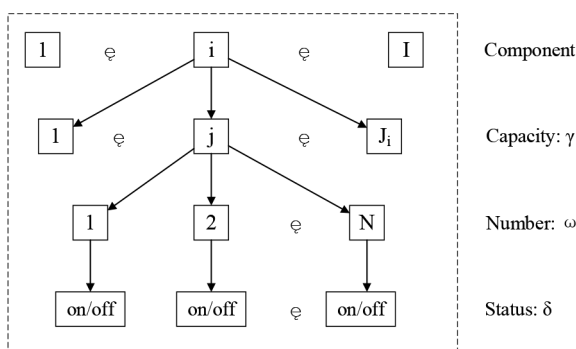 1 ę i ę I Component
1 ę j ę Ji Capacity: γ
1 2 ę N Number: ω
on/off on/off ę on/off Status: δ